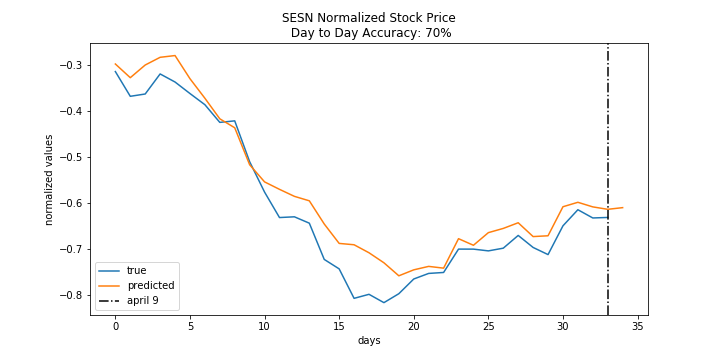 SESN Normalized Stock Price
Day to Day Accuracy: 70%
normalized values
−0.3
−0.4
−0.5
−0.6
−0.7
−0.8
true
predicted
april 9
0 5 10 15 20 25 30 35
days